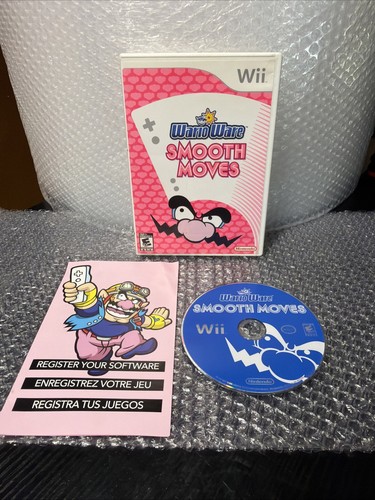 Wii
WarioWare
SMOOTH
MOVES
E
Nintendo
WarioWare
SMOOTH MOVES
Wii
E
Nintendo
REGISTER YOUR SOFTWARE
ENREGISTREZ VOTRE JEU
REGISTRA TUS JUEGOS